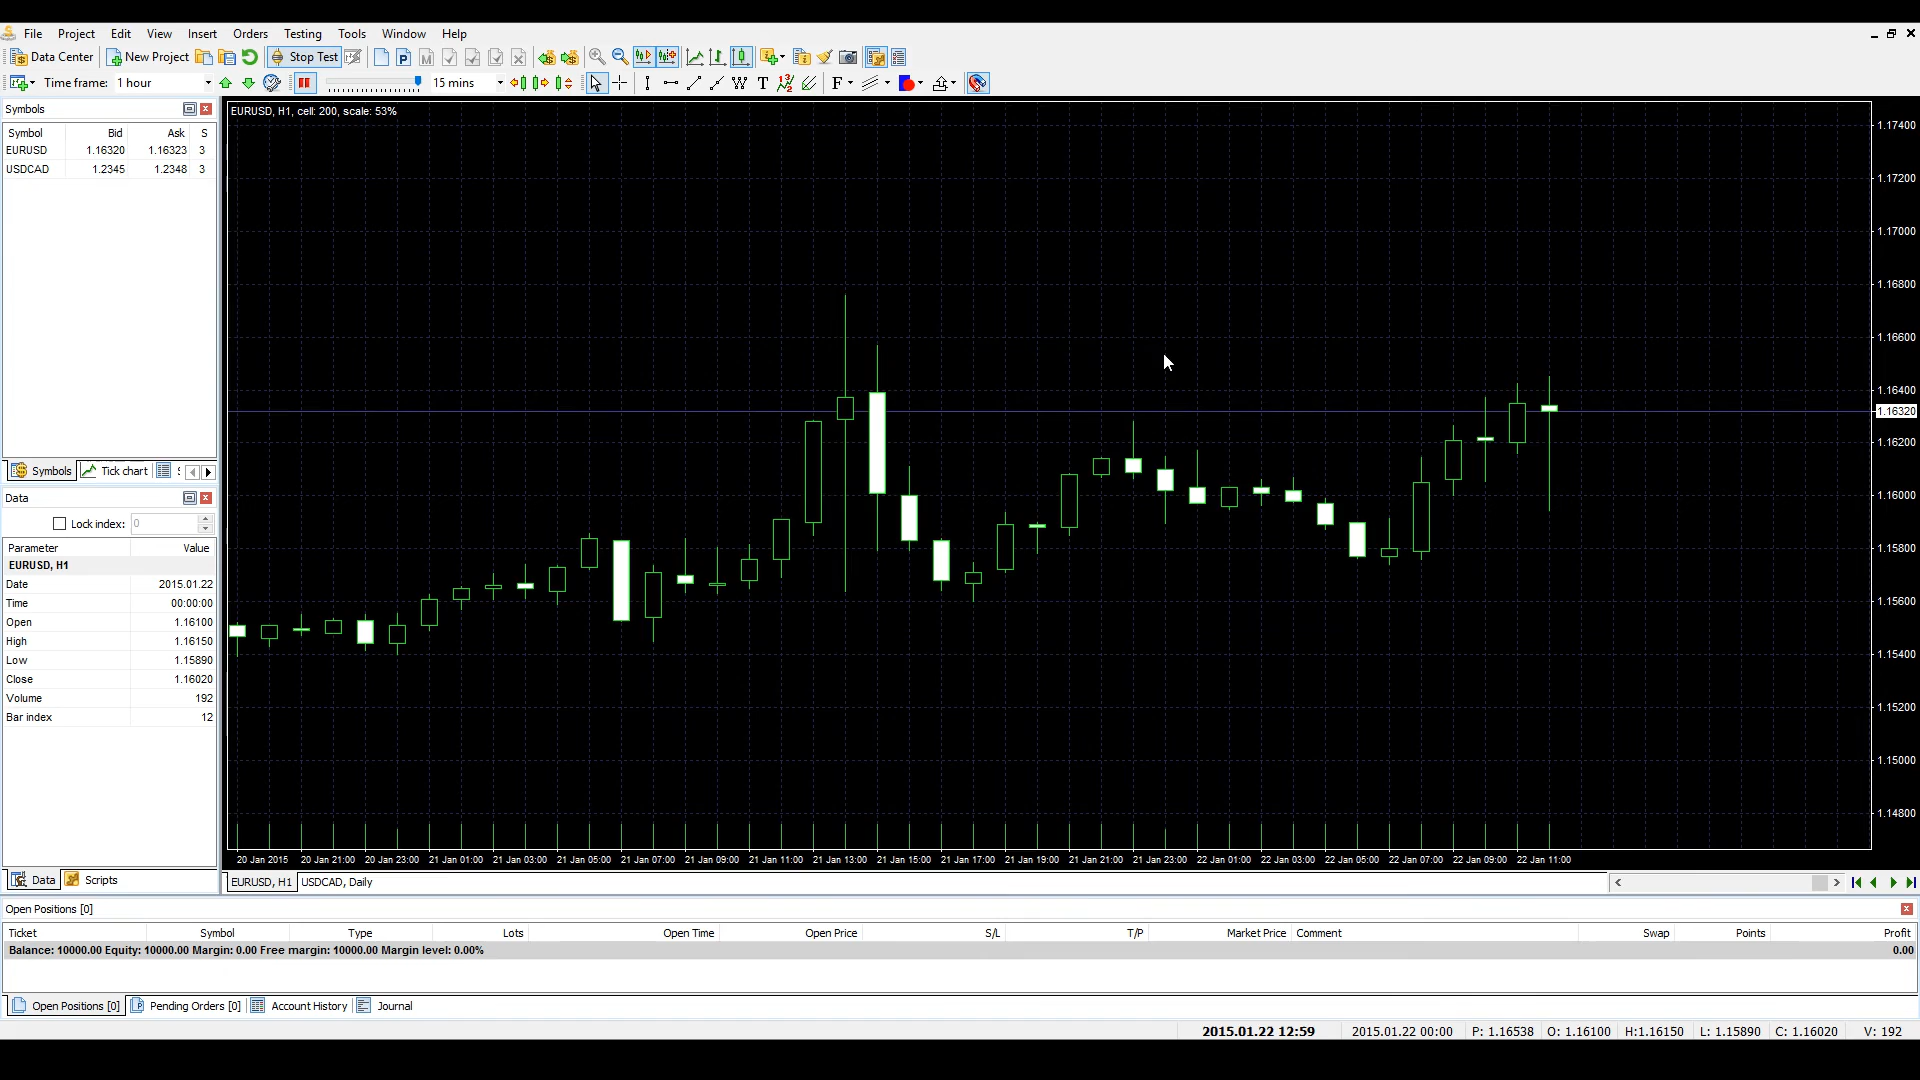 File Project Edit View Insert Orders Testing Tools Window Help
Data Center New Project Stop Test
Time frame: 1 hour 15 mins
Symbols
Symbol Bid Ask S
EURUSD 1.16320 1.16323 3
USDCAD 1.2345 1.2348 3
Symbols Tick chart
Data
Lock index: 0
Parameter Value
EURUSD, H1
Date 2015.01.22
Time 00:00:00
Open 1.16100
High 1.16150
Low 1.15890
Close 1.16020
Volume 192
Bar index 12
Data Scripts
EURUSD, H1, cell: 200, scale: 53%
1.17400
1.17200
1.17000
1.16800
1.16600
1.16400
1.16320
1.16200
1.16000
1.15800
1.15600
1.15400
1.15200
1.15000
1.14800
20 Jan 2015 20 Jan 21:00 20 Jan 23:00 21 Jan 01:00 21 Jan 03:00 21 Jan 05:00 21 Jan 07:00 21 Jan 09:00 21 Jan 11:00 21 Jan 13:00 21 Jan 15:00 21 Jan 17:00 21 Jan 19:00 21 Jan 21:00 21 Jan 23:00 22 Jan 01:00 22 Jan 03:00 22 Jan 05:00 22 Jan 07:00 22 Jan 09:00 22 Jan 11:00
EURUSD, H1 USDCAD, Daily
Open Positions [0]
Ticket Symbol Type Lots Open Time Open Price S/L T/P Market Price Comment Swap Points Profit
Balance: 10000.00 Equity: 10000.00 Margin: 0.00 Free margin: 10000.00 Margin level: 0.00% 0.00
Open Positions [0] Pending Orders [0] Account History Journal
2015.01.22 12:59 2015.01.22 00:00 P: 1.16538 O: 1.16100 H:1.16150 L: 1.15890 C: 1.16020 V: 192